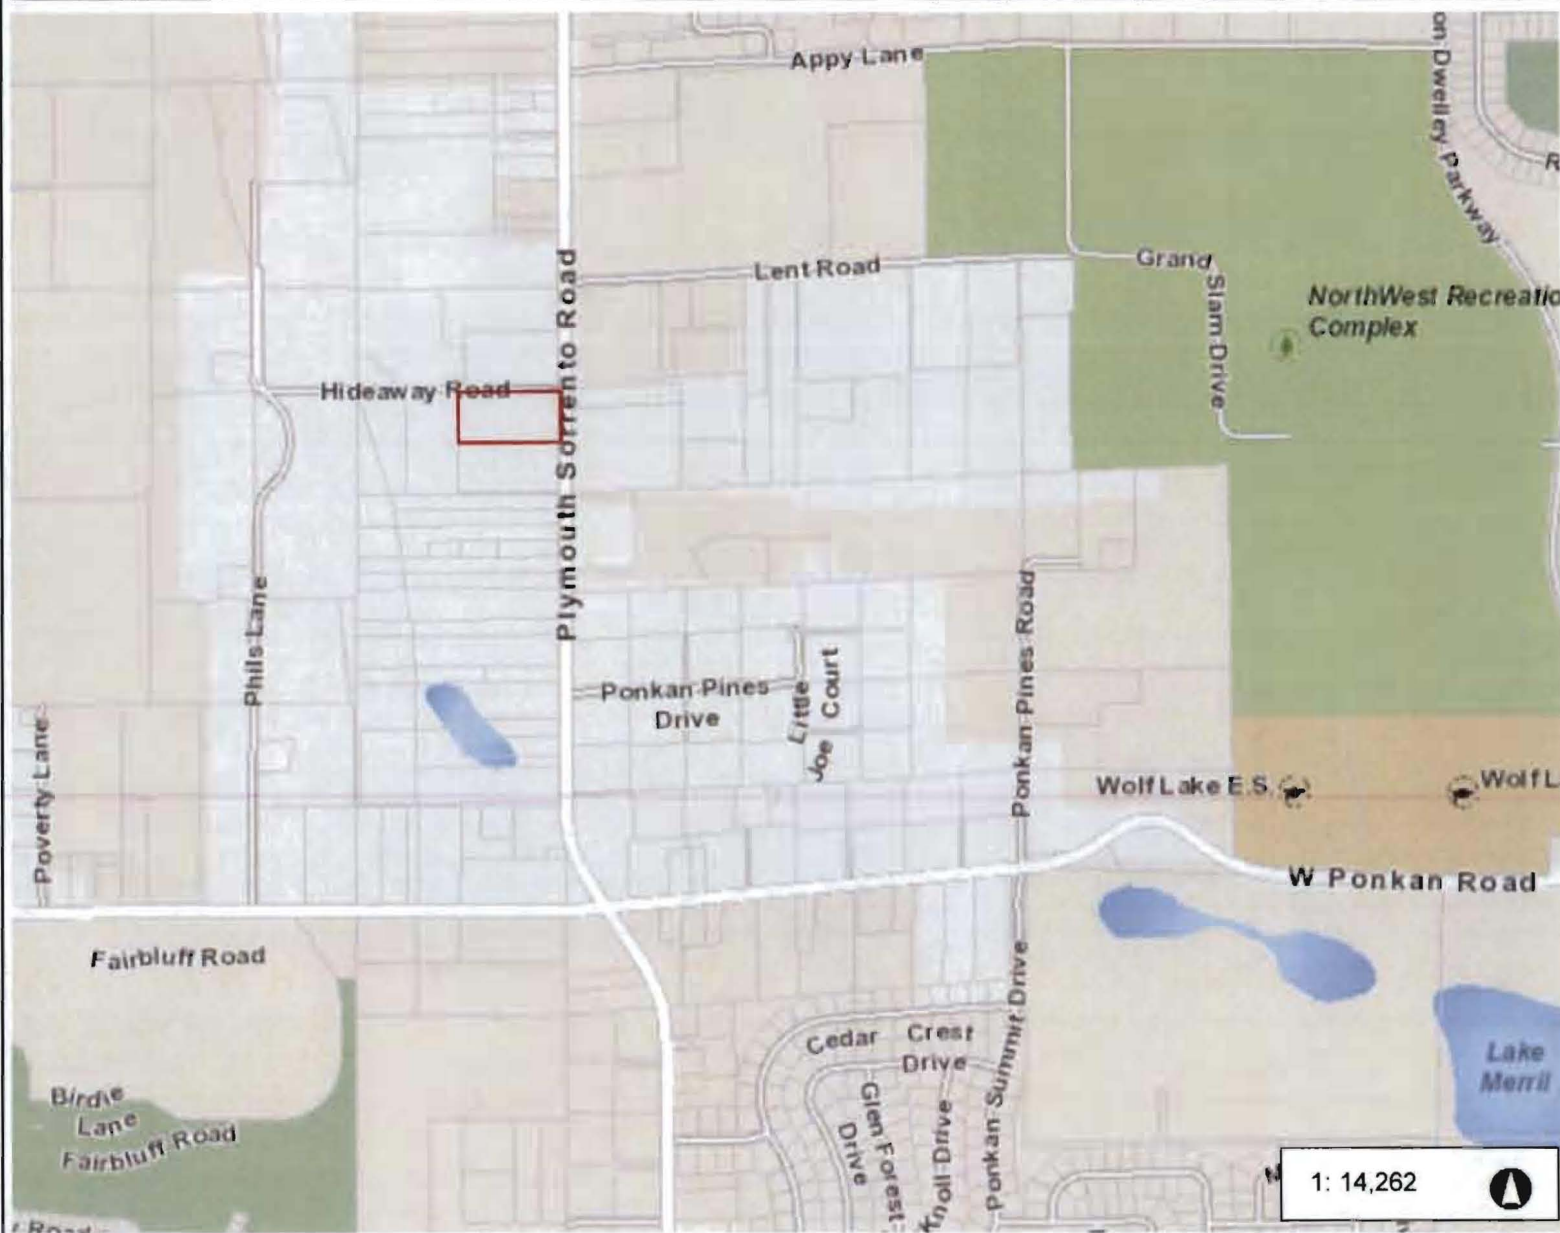 Appy Lane
on Dwelley Parkway
R
Lent Road
Grand
Slam Drive
NorthWest Recreatio
Complex
Hideaway Road
Plymouth Sorrento Road
Phils Lane
Ponkan Pines
Drive
Little
Joe Court
Ponkan Pines Road
Poverty Lane
Wolf Lake E.S.
Wolf L
W Ponkan Road
Fairbluff Road
Cedar Crest
Drive
Glen Forest
Drive
Knoll Drive
Ponkan Summit Drive
Lake
Merril
Birdie
Lane
Fairbluff Road
r Road
1: 14,262